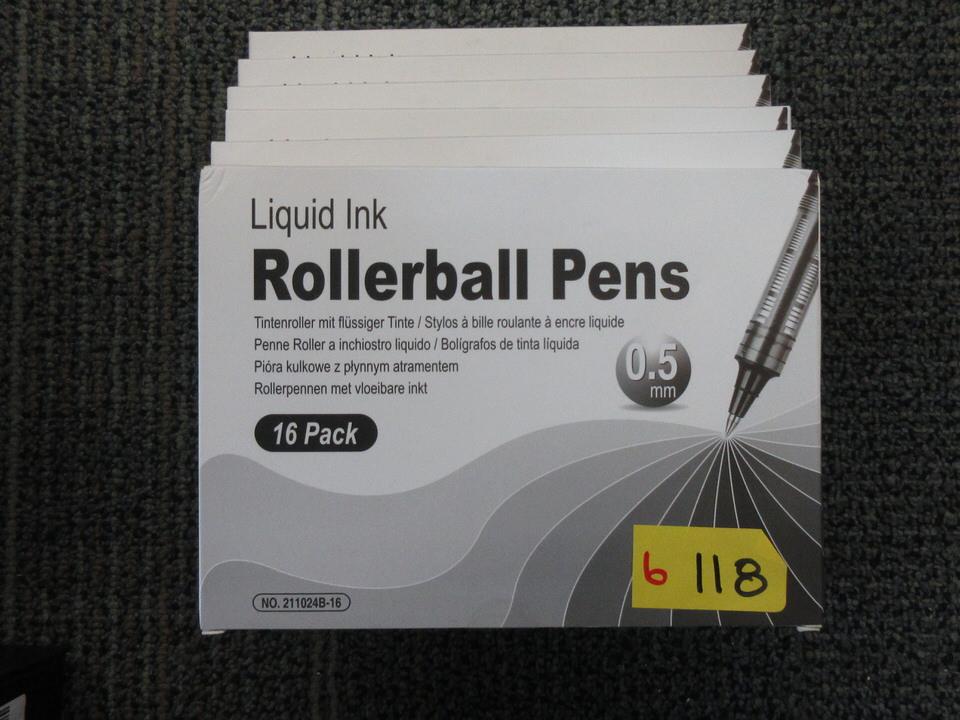 Liquid Ink
Rollerball Pens
Tintenroller mit flüssiger Tinte / Stylos à bille roulante à encre liquide
Penne Roller a inchiostro liquido / Bolígrafos de tinta líquida
Pióra kulkowe z płynnym atramentem
Rollerpennen met vloeibare inkt
0.5
mm
16 Pack
6 118
NO. 211024B-16